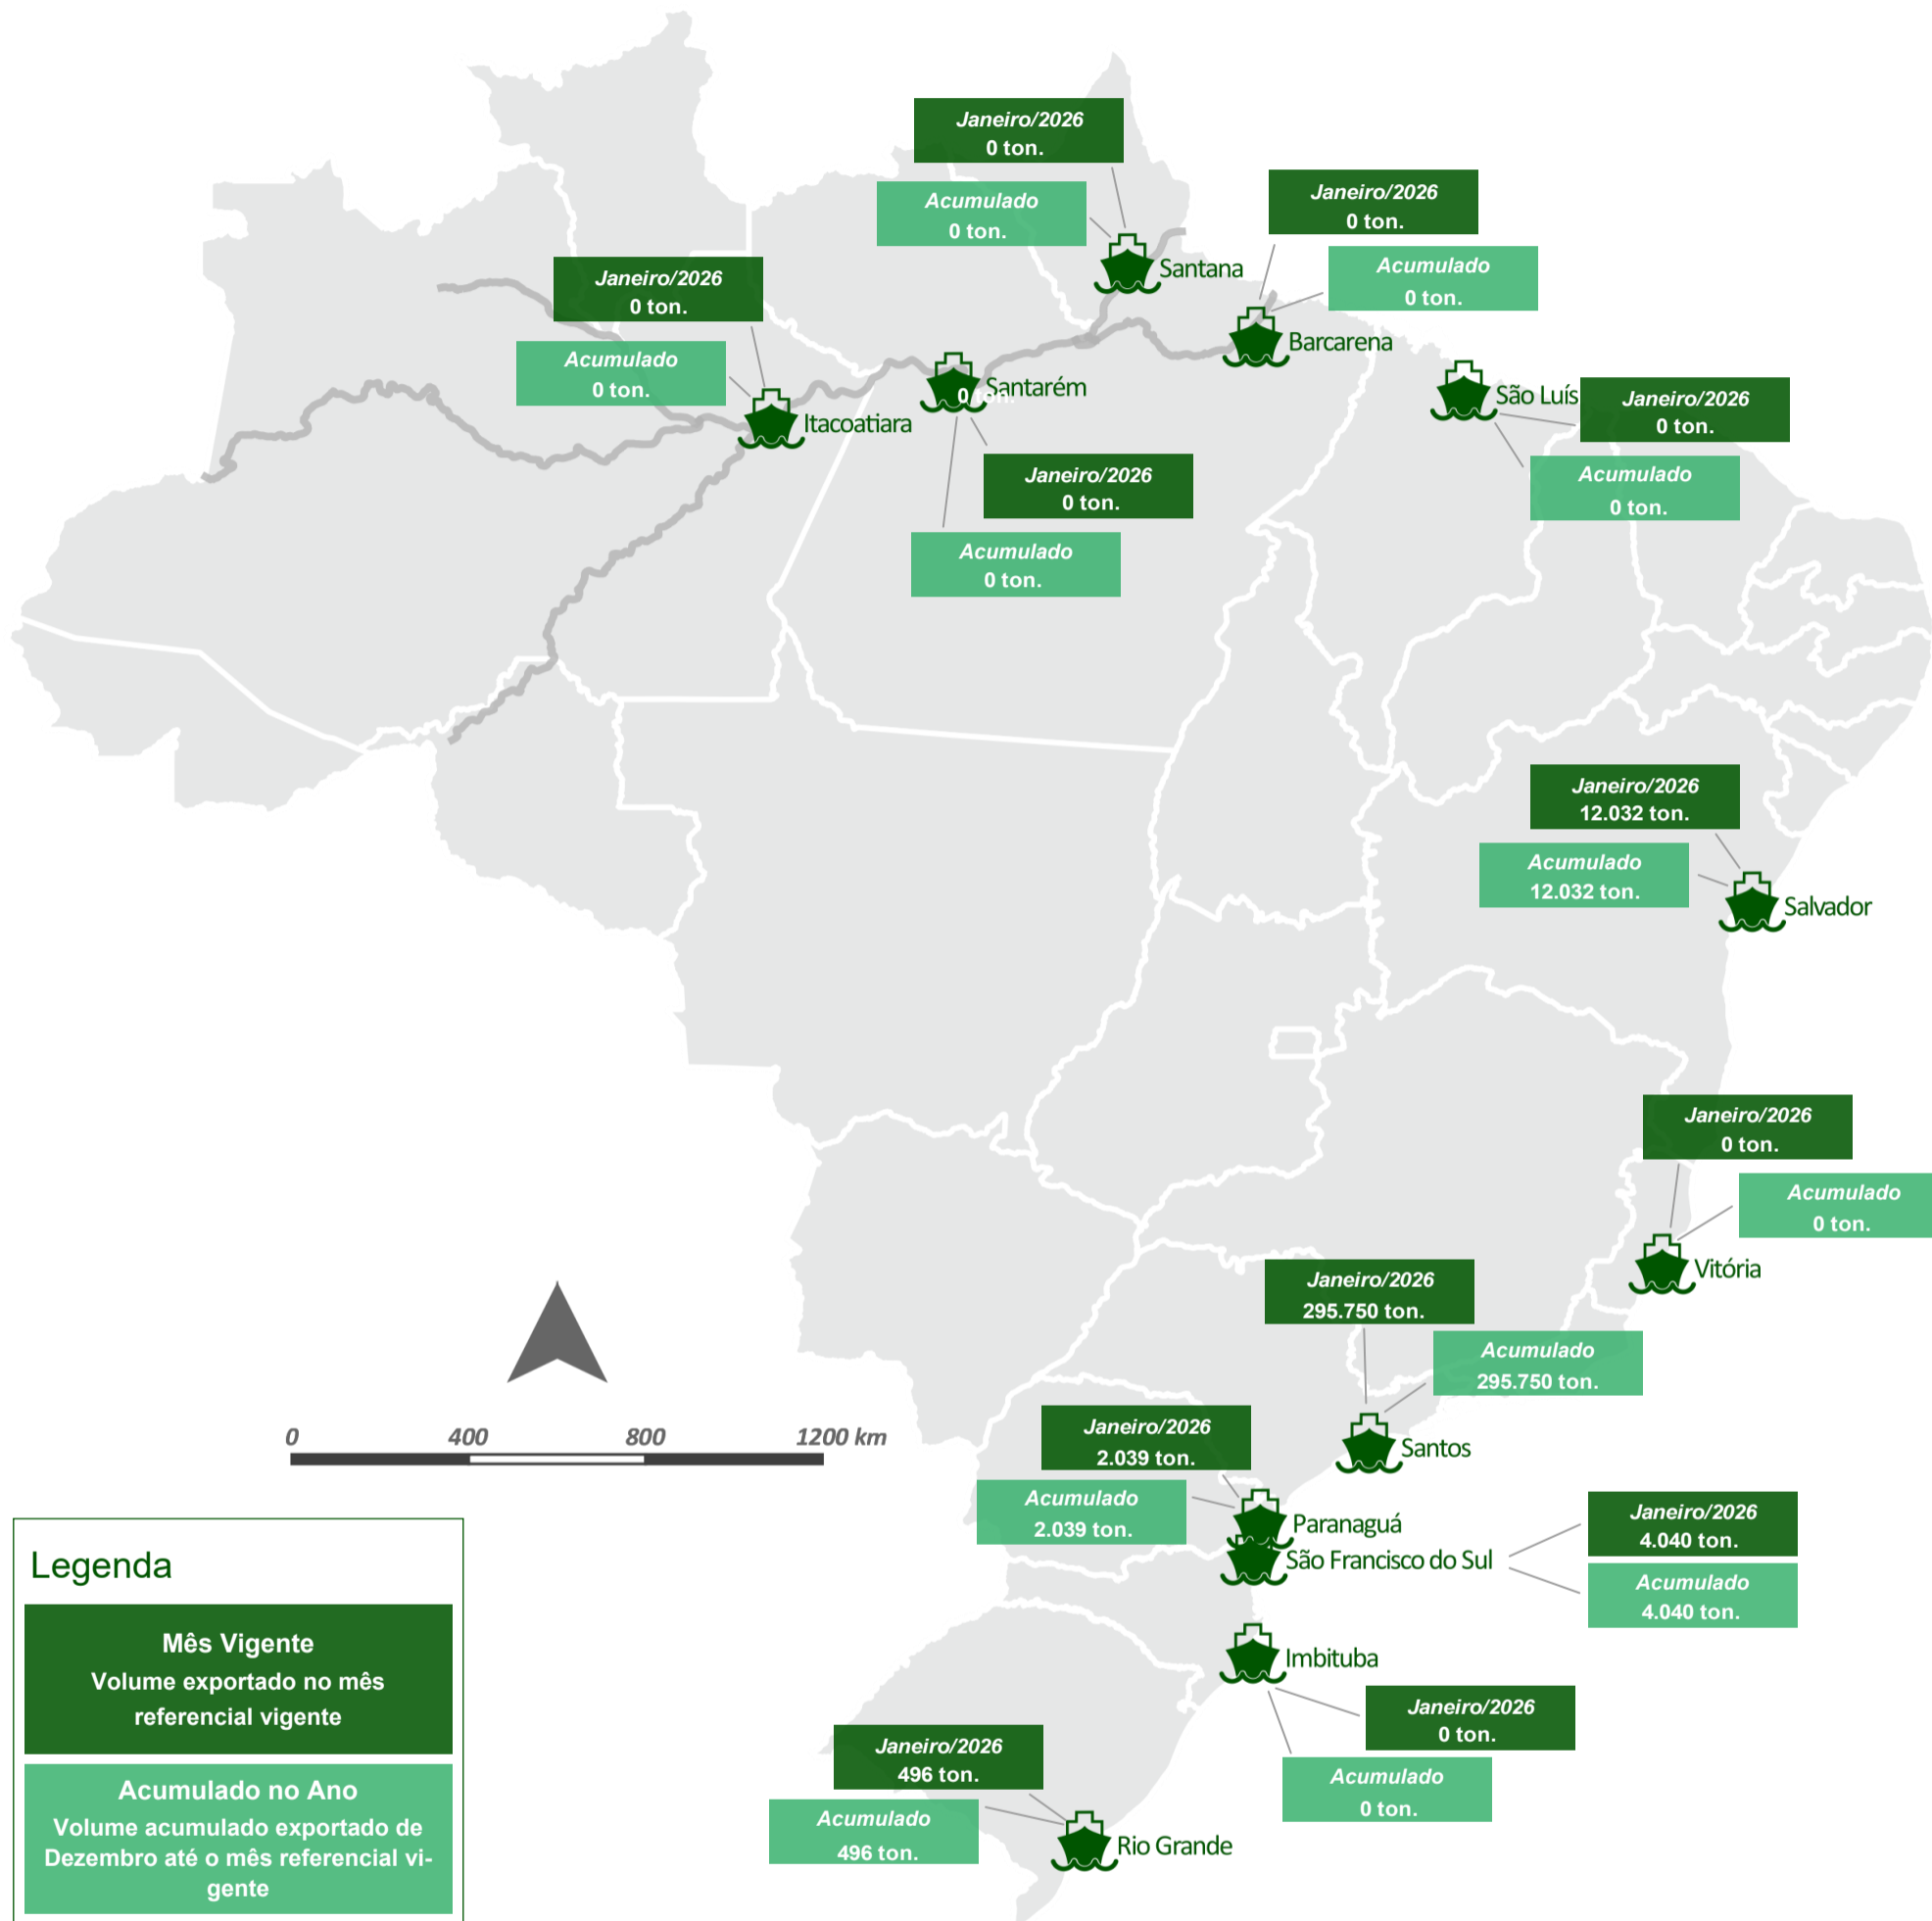 Janeiro/2026
0 ton.
Acumulado
0 ton.
Santana
Janeiro/2026
0 ton.
Acumulado
0 ton.
Barcarena
Janeiro/2026
0 ton.
Acumulado
0 ton.
Itacoatiara
Santarém
0 ton.
Janeiro/2026
0 ton.
Acumulado
0 ton.
São Luís
Janeiro/2026
0 ton.
Acumulado
0 ton.
Janeiro/2026
12.032 ton.
Acumulado
12.032 ton.
Salvador
Janeiro/2026
0 ton.
Acumulado
0 ton.
Vitória
Janeiro/2026
295.750 ton.
Acumulado
295.750 ton.
Santos
Janeiro/2026
2.039 ton.
Acumulado
2.039 ton.
Paranaguá
São Francisco do Sul
Janeiro/2026
4.040 ton.
Acumulado
4.040 ton.
Imbituba
Janeiro/2026
0 ton.
Acumulado
0 ton.
Janeiro/2026
496 ton.
Acumulado
496 ton.
Rio Grande
0 400 800 1200 km
Legenda
Mês Vigente
Volume exportado no mês
referencial vigente
Acumulado no Ano
Volume acumulado exportado de
Dezembro até o mês referencial vi-
gente